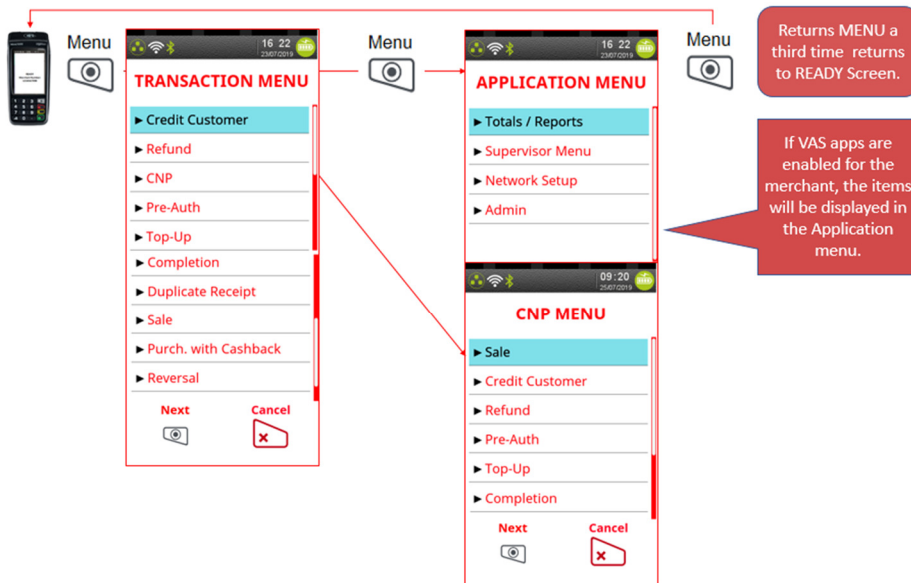 Menu
16 22
23/07/2019
TRANSACTION MENU
Credit Customer
Refund
CNP
Pre-Auth
Top-Up
Completion
Duplicate Receipt
Sale
Purch. with Cashback
Reversal
Next
Cancel
Menu
16 22
23/07/2019
APPLICATION MENU
Totals / Reports
Supervisor Menu
Network Setup
Admin
09:20
25/07/2019
CNP MENU
Sale
Credit Customer
Refund
Pre-Auth
Top-Up
Completion
Next
Cancel
Menu
Returns MENU a
third time returns
to READY Screen.
If VAS apps are
enabled for the
merchant, the items
will be displayed in
the Application
menu.